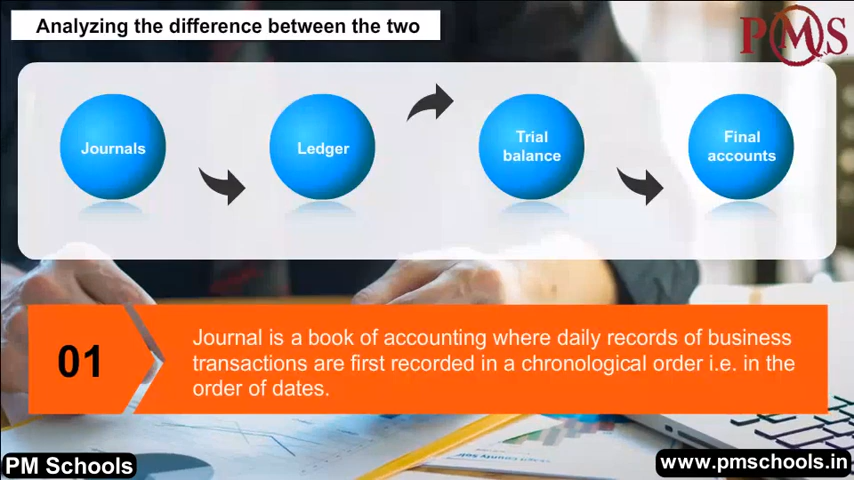 Analyzing the difference between the two
PMS
Journals
Ledger
Trial
balance
Final
accounts
01
Journal is a book of accounting where daily records of business
transactions are first recorded in a chronological order i.e. in the
order of dates.
PM Schools
www.pmschools.in